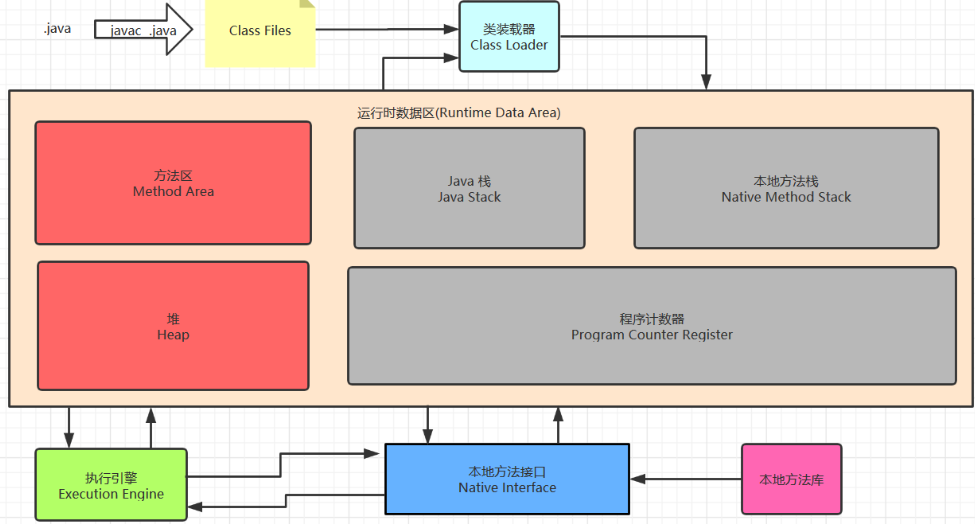 .java
javac .java
Class Files
类装载器
Class Loader
运行时数据区(Runtime Data Area)
方法区
Method Area
Java 栈
Java Stack
本地方法栈
Native Method Stack
堆
Heap
程序计数器
Program Counter Register
执行引擎
Execution Engine
本地方法接口
Native Interface
本地方法库